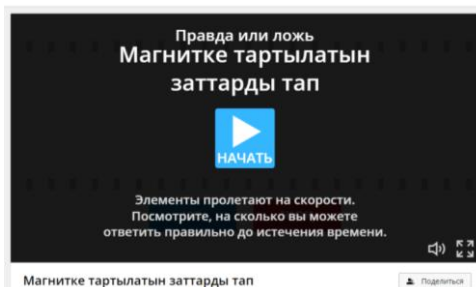 Правда или ложь
Магнитке тартылатын
заттарды тап
НАЧАТЬ
Элементы пролетают на скорости.
Посмотрите, на сколько вы можете
ответить правильно до истечения времени.
Магнитке тартылатын заттарды тап
Поделиться